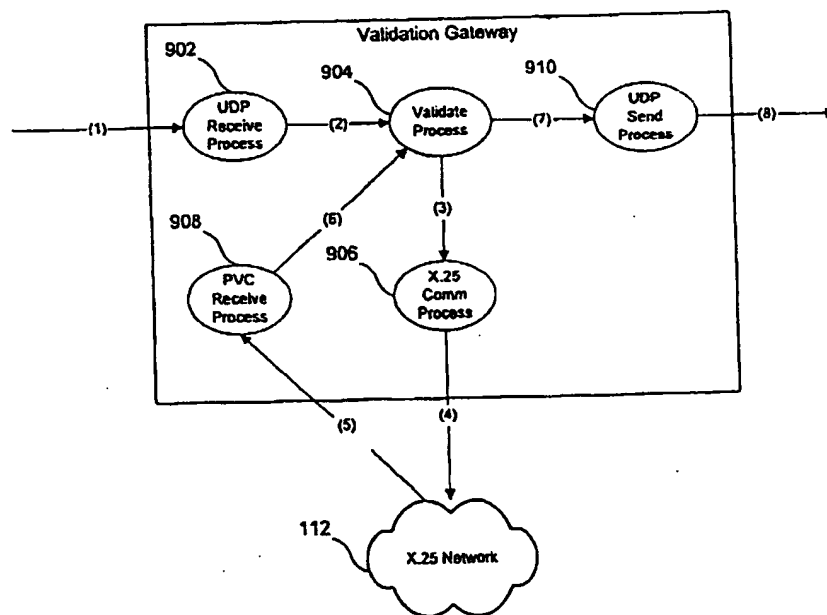 Validation Gateway
902
904
910
UDP
Receive
Process
Validate
Process
UDP
Send
Process
(1)
(2)
(7)
(8)
(3)
(6)
908
906
PVC
Receive
Process
X.25
Comm
Process
(5)
(4)
112
X.25 Network